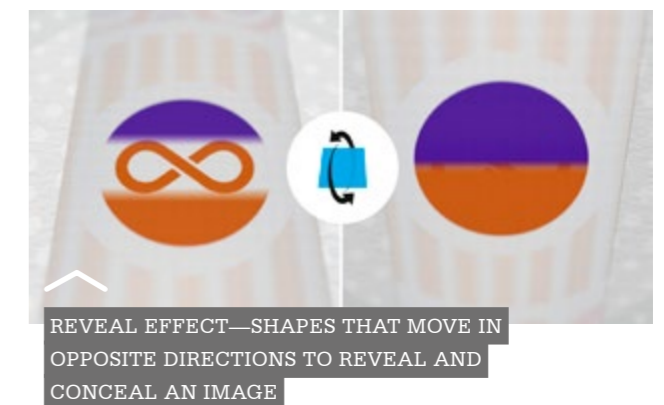 REVEAL EFFECT—SHAPES THAT MOVE IN
OPPOSITE DIRECTIONS TO REVEAL AND
CONCEAL AN IMAGE